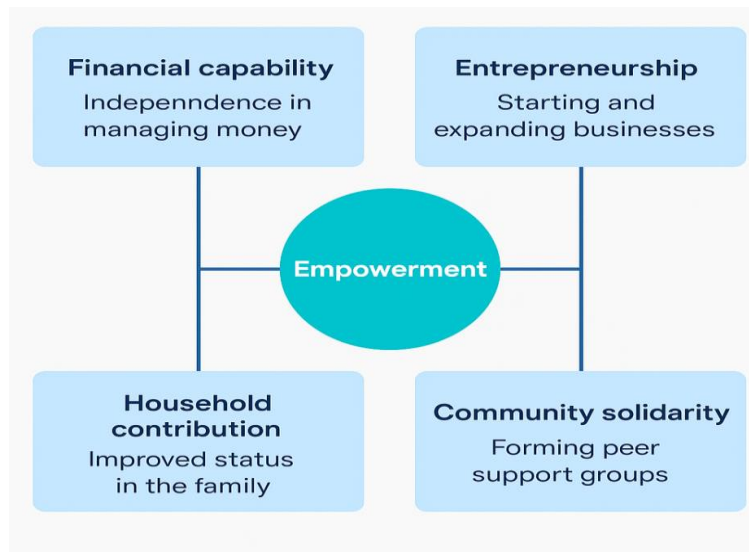 Financial capability
Indepenndence in
managing money
Entrepreneurship
Starting and
expanding businesses
Empowerment
Household
contribution
Improved status
in the family
Community solidarity
Forming peer
support groups